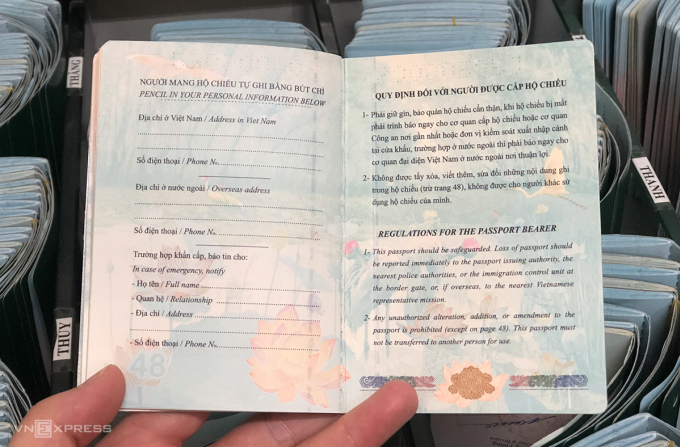 NGƯỜI MANG HỘ CHIẾU TỰ GHI BẰNG BÚT CHÌ
PENCIL IN YOUR PERSONAL INFORMATION BELOW
Địa chỉ ở Việt Nam / Address in Viet Nam
Số điện thoại / Phone No.
Địa chỉ ở nước ngoài / Overseas address
Số điện thoại / Phone No.
Trường hợp khẩn cấp, báo tin cho:
In case of emergency, notify
- Họ tên / Full name
- Quan hệ / Relationship
- Địa chỉ / Address
- Số điện thoại / Phone No.
48
QUY ĐỊNH ĐỐI VỚI NGƯỜI ĐƯỢC CẤP HỘ CHIẾU
1- Phải giữ gìn, bảo quản hộ chiếu cẩn thận, khi hộ chiếu bị mất
phải trình báo ngay cho cơ quan cấp hộ chiếu hoặc cơ quan
Công an nơi gần nhất hoặc đơn vị kiểm soát xuất nhập cảnh
tại cửa khẩu, trường hợp ở nước ngoài thì phải báo ngay cho
cơ quan đại diện Việt Nam ở nước ngoài nơi thuận lợi.
2- Không được tẩy xóa, viết thêm, sửa đổi những nội dung ghi
trong hộ chiếu (trừ trang 48), không được cho người khác sử
dụng hộ chiếu của mình.
REGULATIONS FOR THE PASSPORT BEARER
1- This passport should be safeguarded. Loss of passport should
be reported immediately to the passport issuing authority, the
nearest police authorities, or the immigration control unit at
the border gate, or, if overseas, to the nearest Vietnamese
representative mission.
2- Any unauthorized alteration, addition, or amendment to the
passport is prohibited (except on page 48). This passport must
not be transferred to another person for use.
THẮNG
THUY
THANH
VNEXPRESS